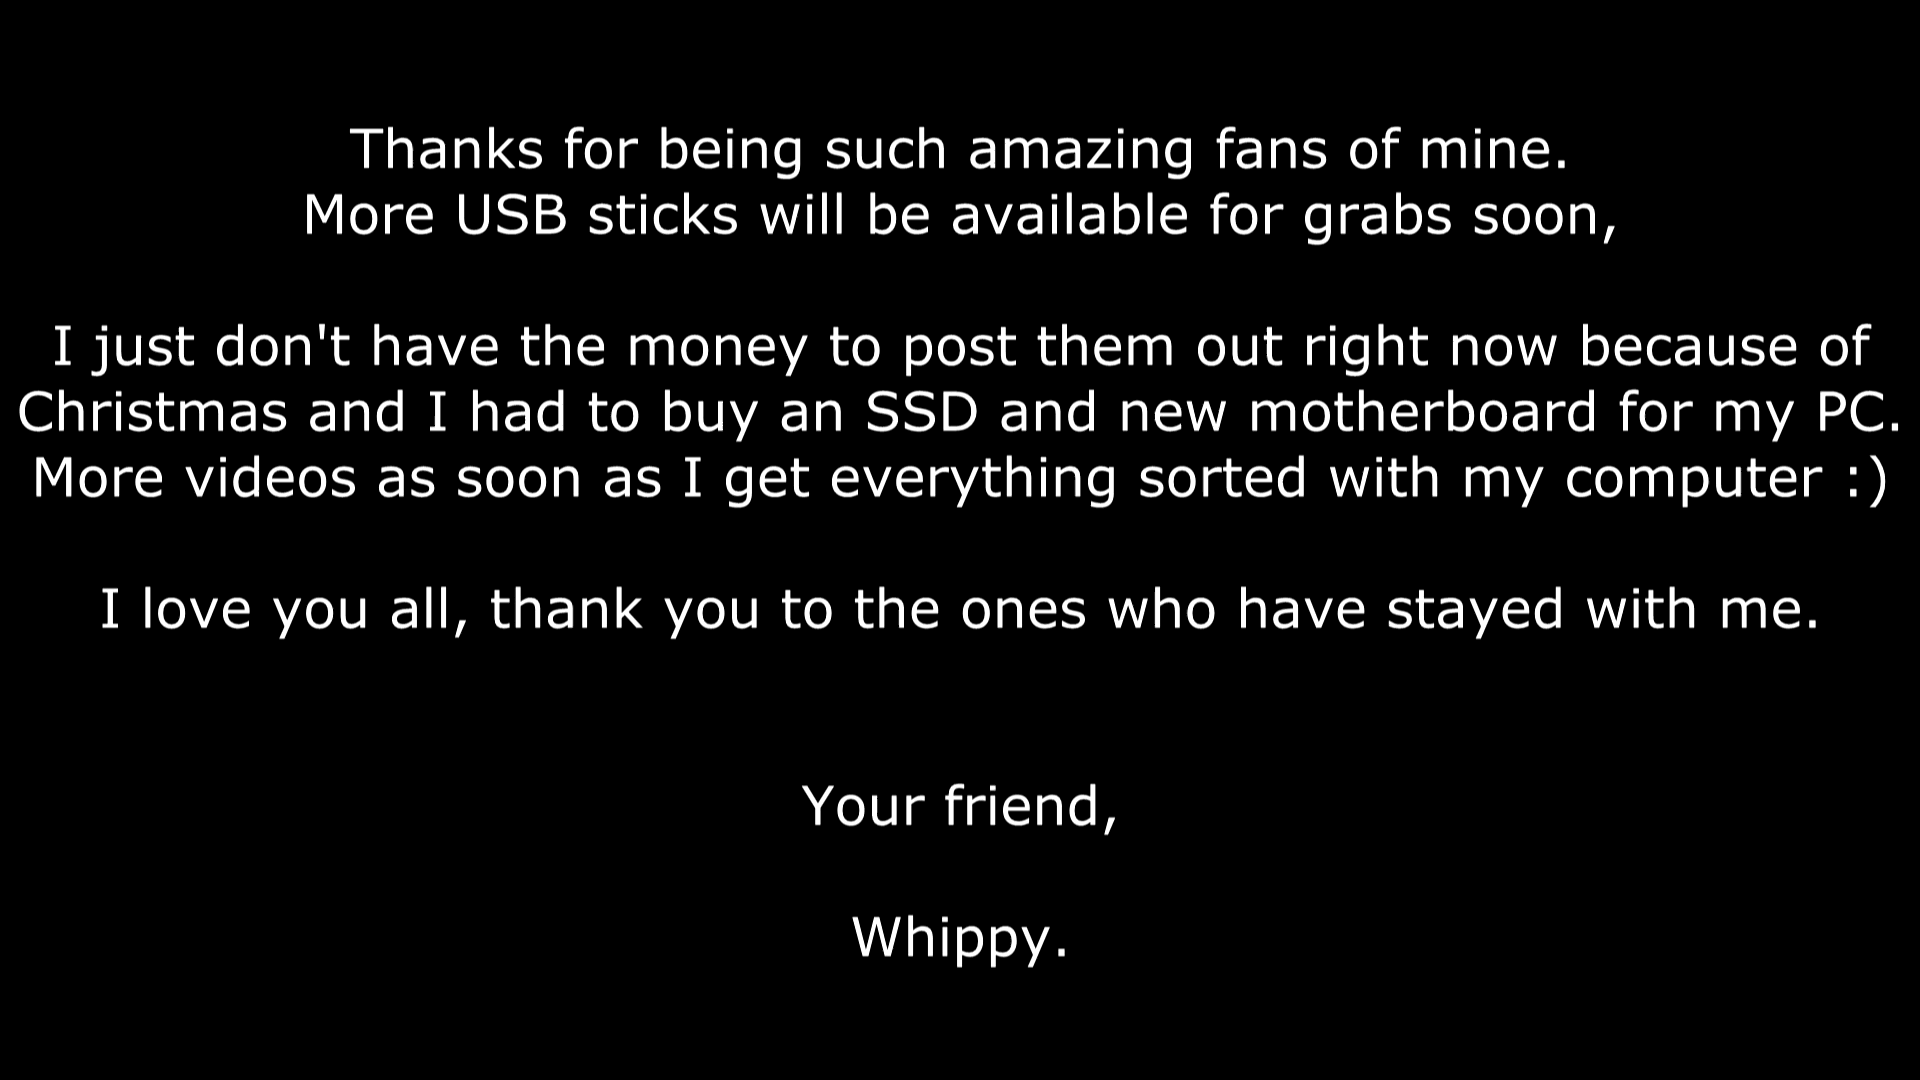 Thanks for being such amazing fans of mine.
More USB sticks will be available for grabs soon,
I just don't have the money to post them out right now because of
Christmas and I had to buy an SSD and new motherboard for my PC.
More videos as soon as I get everything sorted with my computer :)
I love you all, thank you to the ones who have stayed with me.
Your friend,
Whippy.